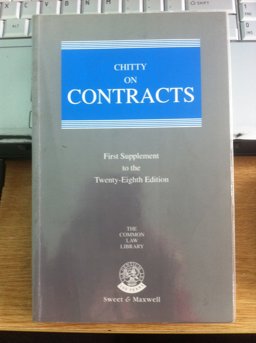 CHITTY
ON
CONTRACTS
First Supplement
to the
Twenty-Eighth Edition
THE
COMMON
LAW
LIBRARY
Sweet & Maxwell